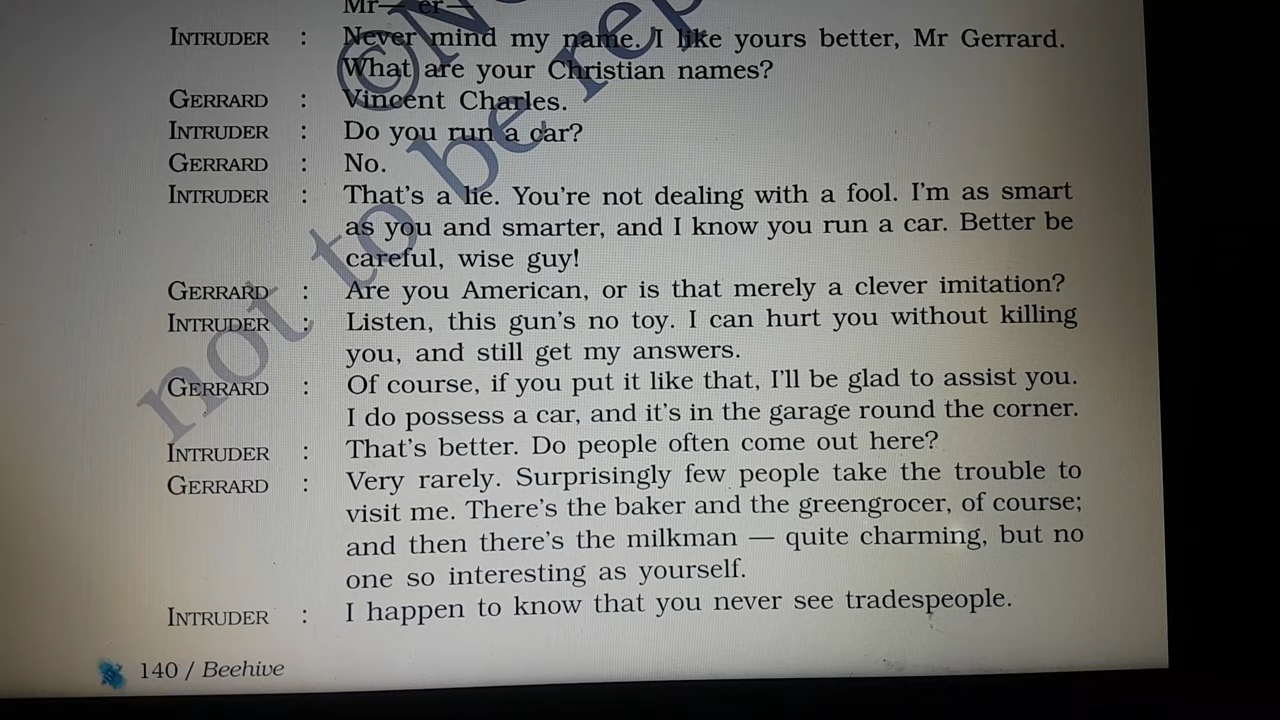 Mr— er—
INTRUDER : Never mind my name. I like yours better, Mr Gerrard.
What are your Christian names?
GERRARD : Vincent Charles.
INTRUDER : Do you run a car?
GERRARD : No.
INTRUDER : That's a lie. You're not dealing with a fool. I'm as smart
as you and smarter, and I know you run a car. Better be
careful, wise guy!
GERRARD : Are you American, or is that merely a clever imitation?
INTRUDER : Listen, this gun's no toy. I can hurt you without killing
you, and still get my answers.
GERRARD : Of course, if you put it like that, I'll be glad to assist you.
I do possess a car, and it's in the garage round the corner.
INTRUDER : That's better. Do people often come out here?
GERRARD : Very rarely. Surprisingly few people take the trouble to
visit me. There's the baker and the greengrocer, of course;
and then there's the milkman — quite charming, but no
one so interesting as yourself.
INTRUDER : I happen to know that you never see tradespeople.
140 / Beehive
©N
not to be rep